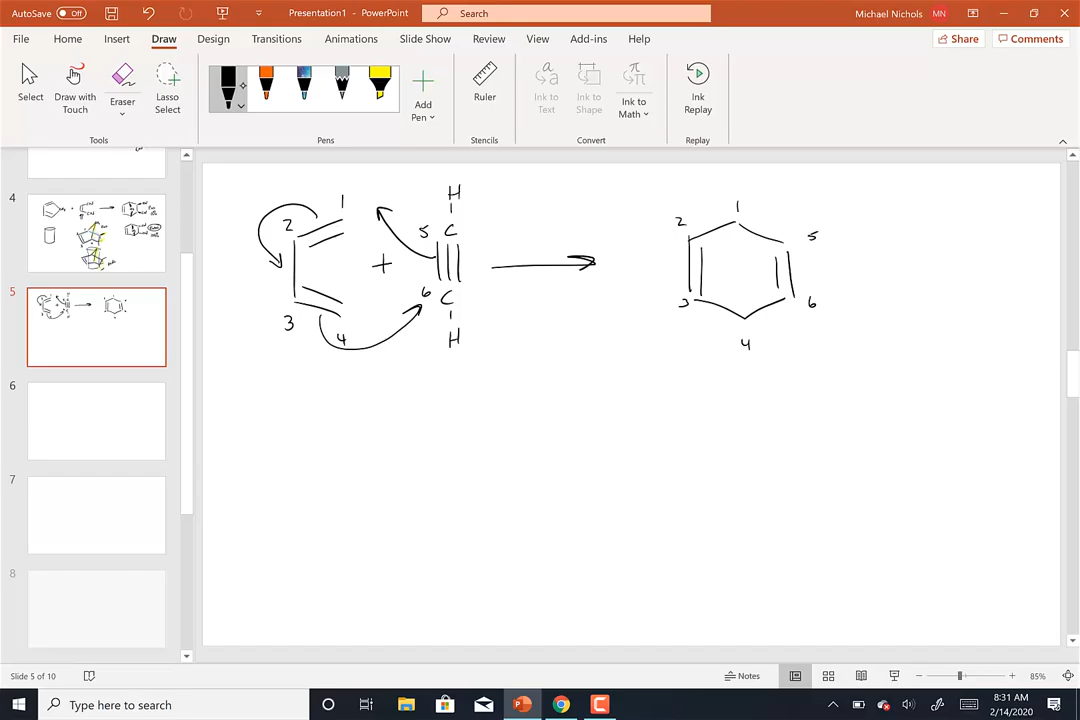 AutoSave Off
Presentation1 - PowerPoint
Search
Michael Nichols MN
File Home Insert Draw Design Transitions Animations Slide Show Review View Add-ins Help
Share Comments
Select
Draw with Touch
Eraser
Lasso Select
Add Pen
Ruler
Ink to Text
Ink to Shape
Ink to Math
Ink Replay
Tools
Pens
Stencils
Convert
Replay
4
5
6
7
8
H
1
2
5 C
+
6 C
3
4
H
1
2
5
3
6
4
Slide 5 of 10
Notes
85%
Type here to search
8:31 AM
2/14/2020